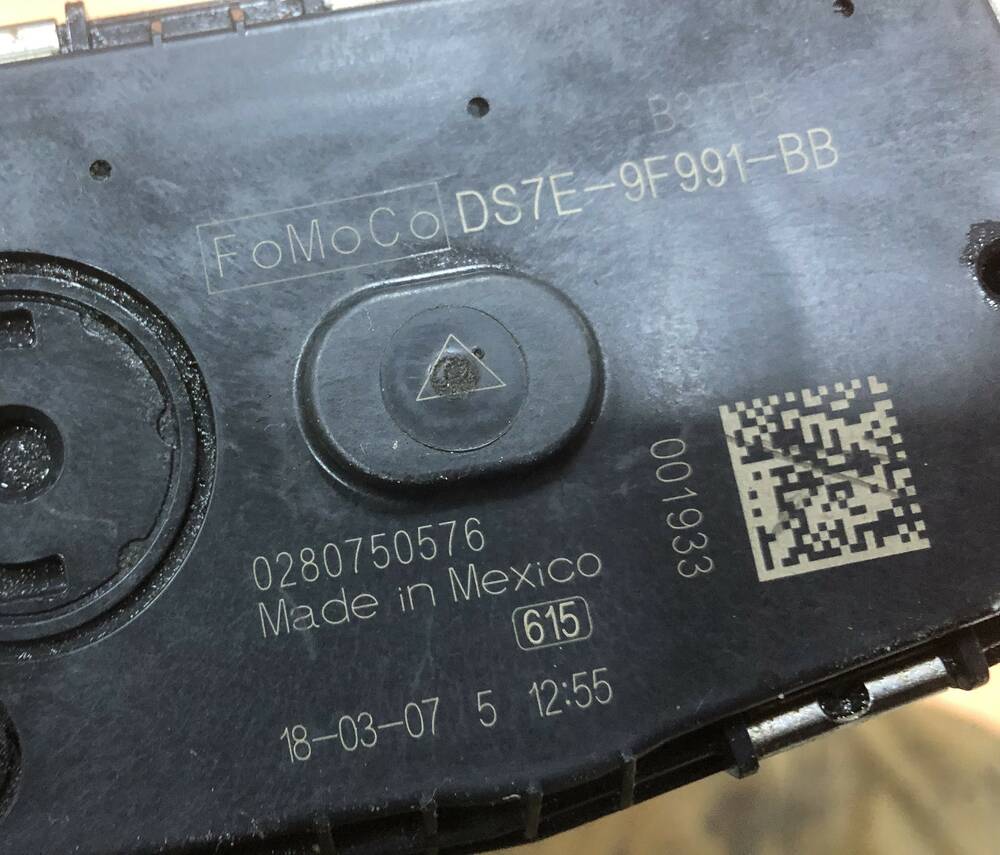 FoMoCo DS7E-9F991-BB
001933
0280750576
Made in Mexico
615
18-03-07 5 12:55